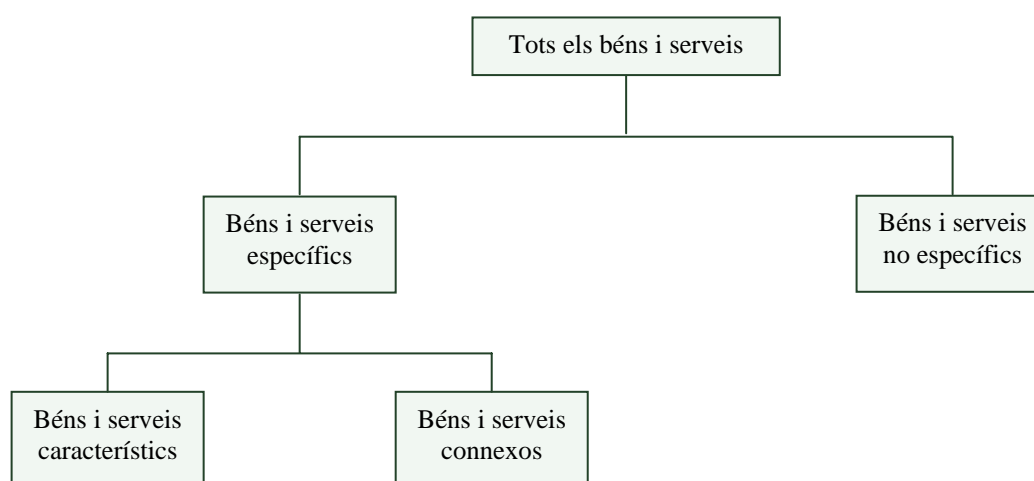 Tots els béns i serveis
Béns i serveis
específics
Béns i serveis
no específics
Béns i serveis
característics
Béns i serveis
connexos